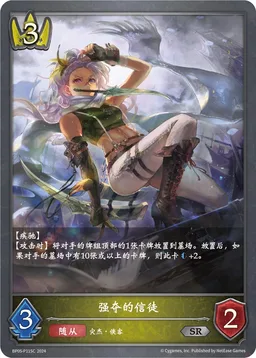 3
【疾驰】
【攻击时】将对手的牌组顶部的1张卡牌放置到墓场。放置后，如
果对手的墓场中有10张或以上的卡牌，则此卡 +2。
强夺的信徒
3
随从
灾杰·侠客
SR
2
BP05-P11SC 2024
© Cygames, Inc. Published by NetEase Games